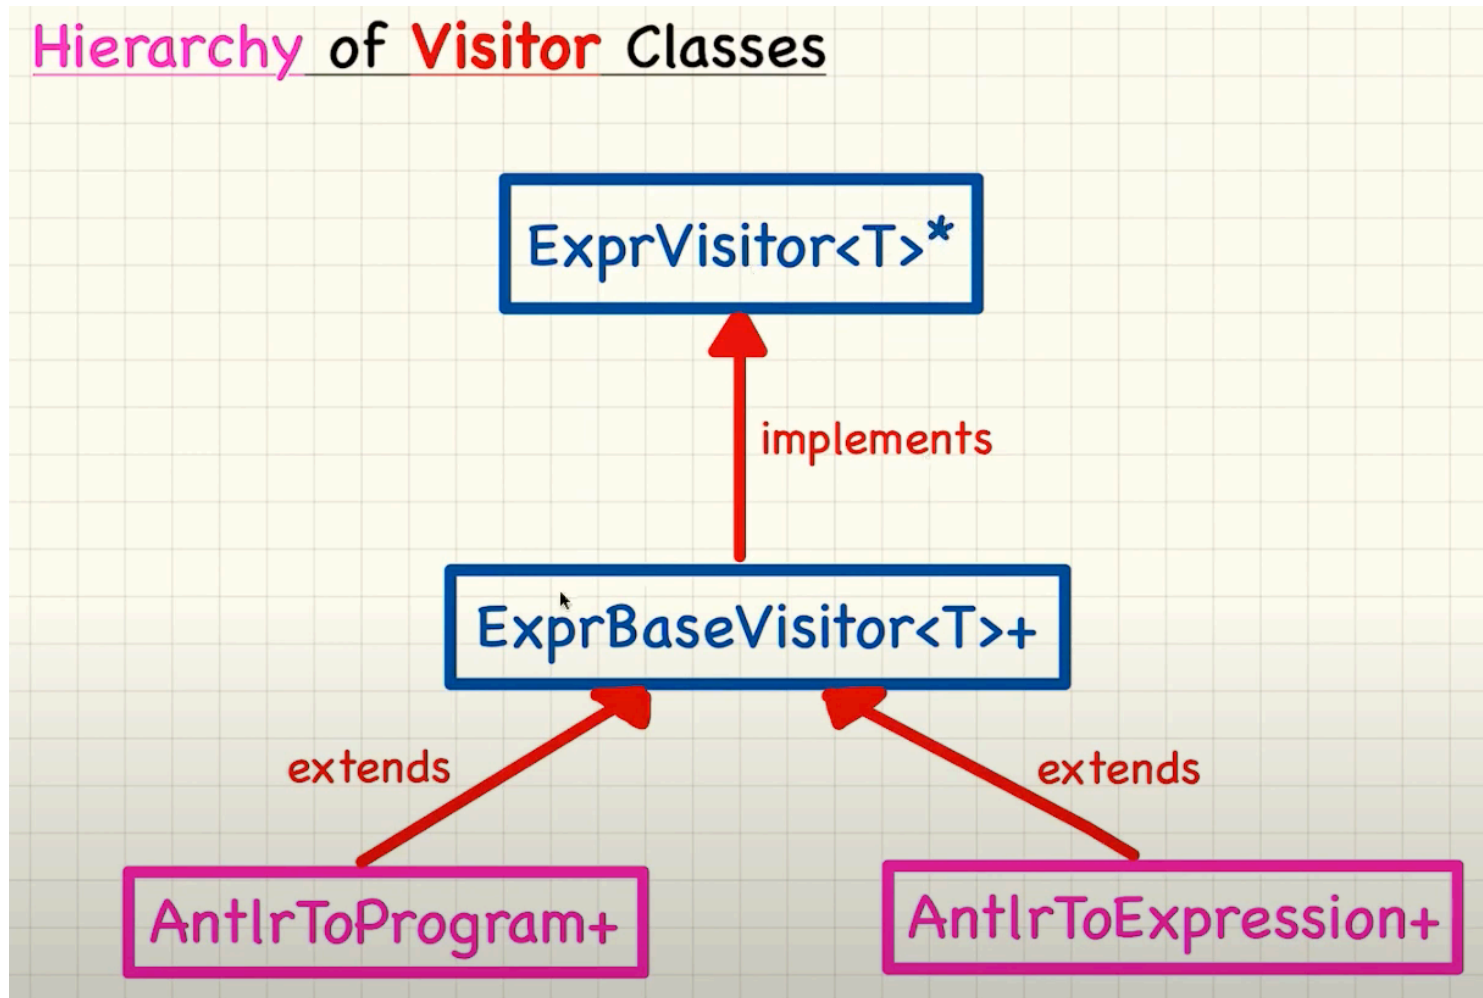 Hierarchy of Visitor Classes
ExprVisitor<T>*
implements
ExprBaseVisitor<T>+
extends
extends
AntlrToProgram+
AntlrToExpression+